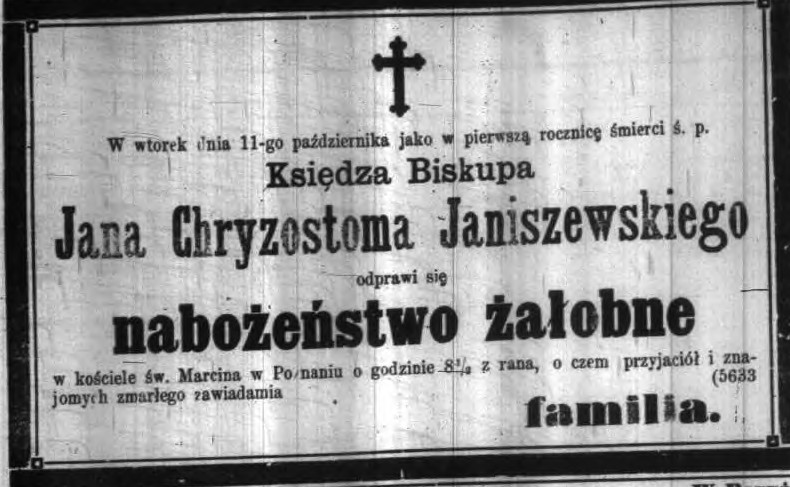 W wtorek dnia 11-go października jako w pierwszą rocznicę śmierci ś. p.
Księdza Biskupa
Jana Chryzostoma Janiszewskiego
odprawi się
nabożeństwo żałobne
w kościele św. Marcina w Poznaniu o godzinie 8½ z rana, o czem przyjaciół i zna-
jomych zmarłego zawiadamia (5633
familia.